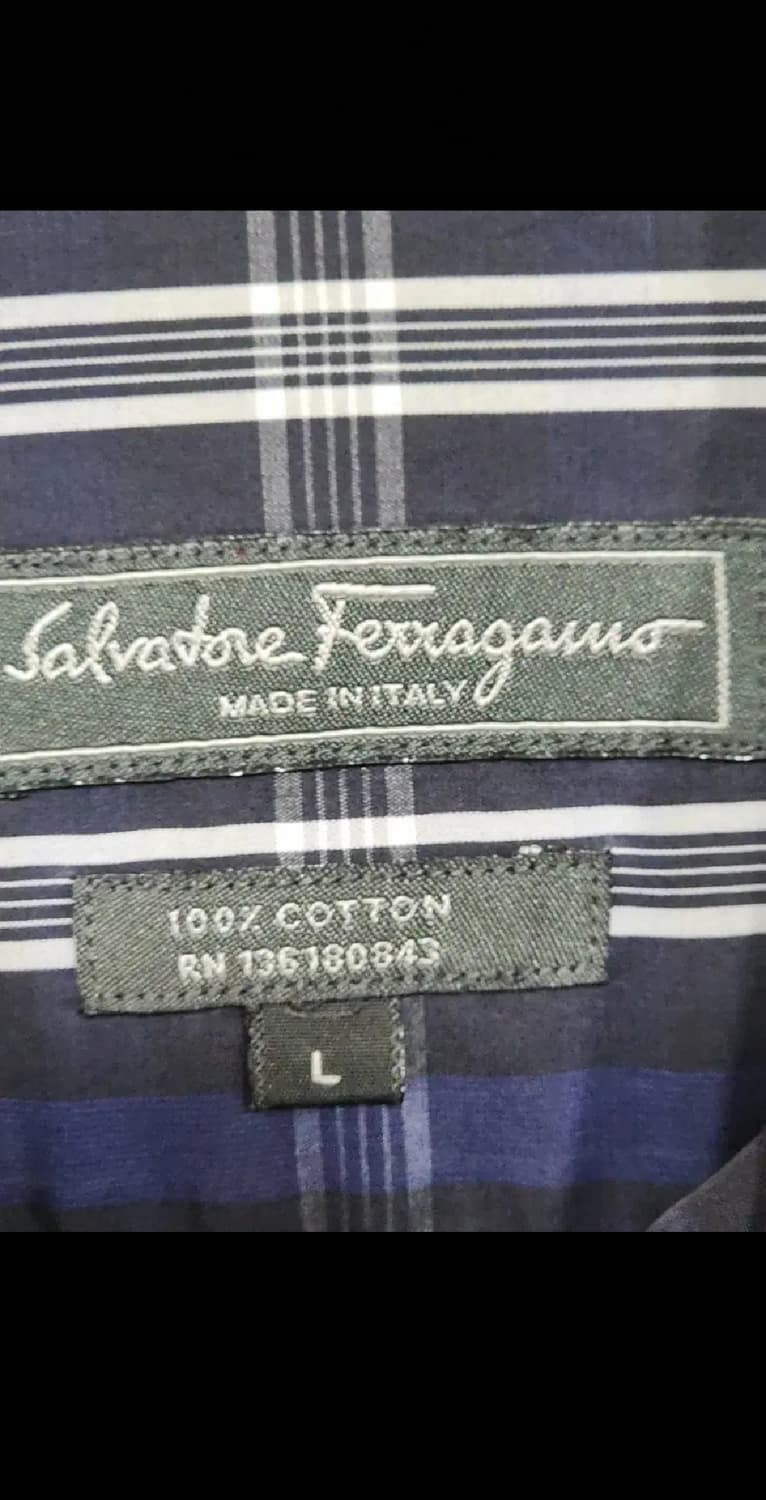 Salvatore Ferragamo
MADE IN ITALY
100% COTTON
RN 136180843
L